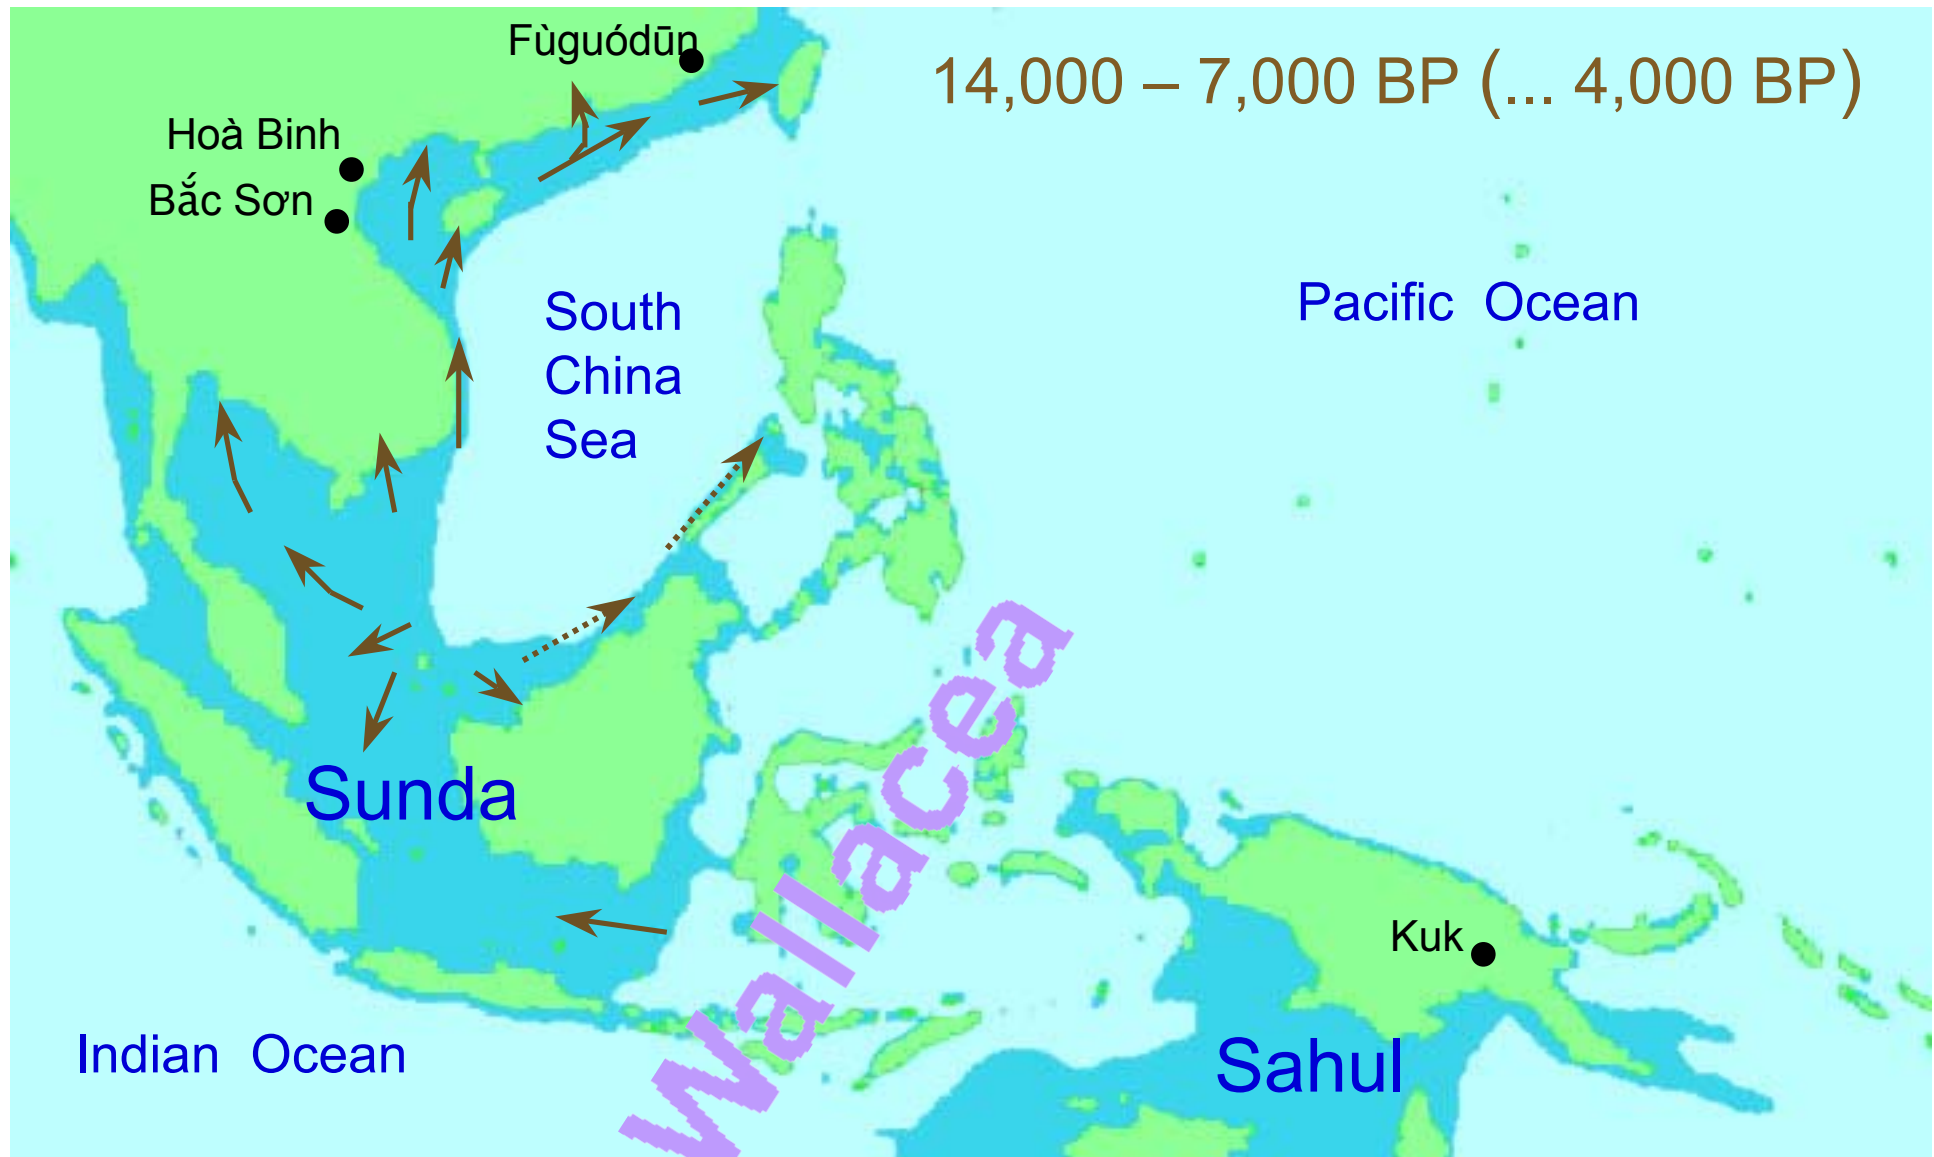 Fùguódūn
14,000 – 7,000 BP (... 4,000 BP)
Hoà Binh
Bắc Sơn
South
China
Sea
Pacific Ocean
Wallacea
Sunda
Kuk
Indian Ocean
Sahul